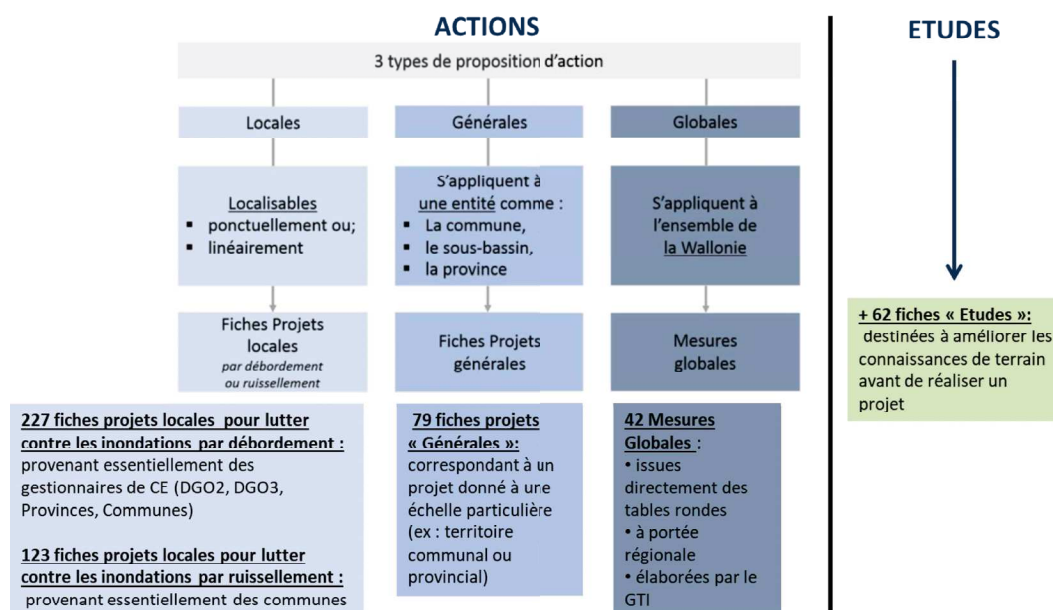 ACTIONS
3 types de proposition d'action
Locales
Localisables
▪ ponctuellement ou;
▪ linéairement
Fiches Projets
locales
par débordement
ou ruissellement
227 fiches projets locales pour lutter
contre les inondations par débordement :
provenant essentiellement des
gestionnaires de CE (DGO2, DGO3,
Provinces, Communes)
123 fiches projets locales pour lutter
contre les inondations par ruissellement :
provenant essentiellement des communes
Générales
S'appliquent à
une entité comme :
▪ La commune,
▪ le sous-bassin,
▪ la province
Fiches Projets
générales
79 fiches projets
« Générales »:
correspondant à un
projet donné à une
échelle particulière
(ex : territoire
communal ou
provincial)
Globales
S'appliquent à
l'ensemble de
la Wallonie
Mesures
globales
42 Mesures
Globales :
• issues
directement des
tables rondes
• à portée
régionale
• élaborées par le
GTI
ETUDES
+ 62 fiches « Etudes »:
destinées à améliorer les
connaissances de terrain
avant de réaliser un
projet